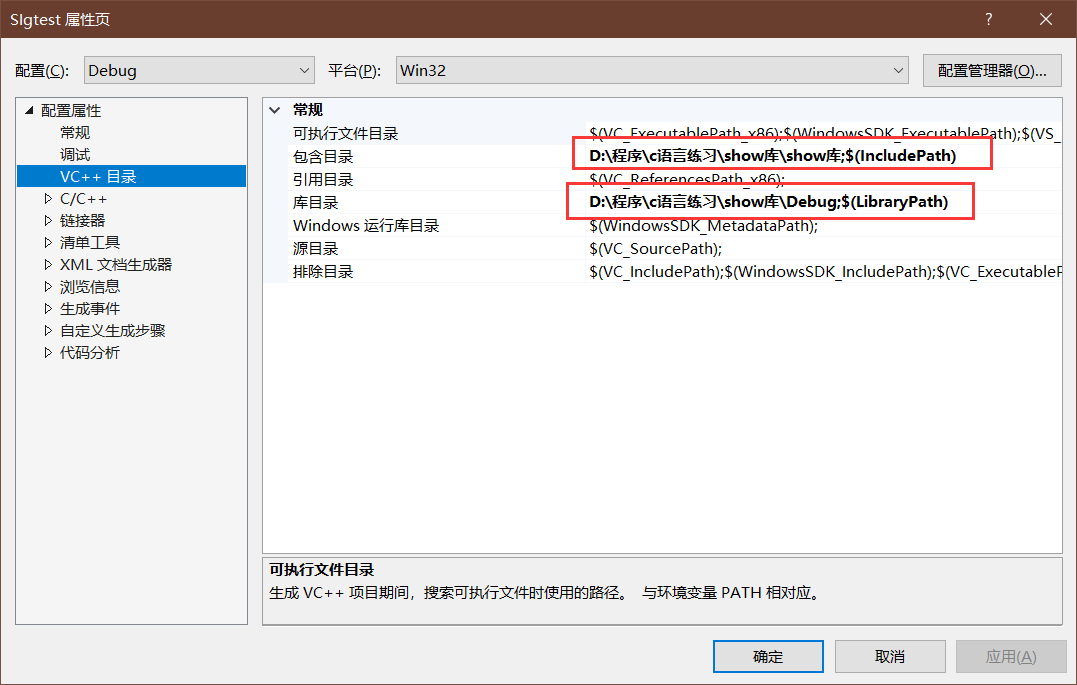 Slgtest 属性页
配置(C): Debug 平台(P): Win32 配置管理器(O)...
配置属性
常规
调试
VC++ 目录
C/C++
链接器
清单工具
XML 文档生成器
浏览信息
生成事件
自定义生成步骤
代码分析
常规
可执行文件目录 $(VC_ExecutablePath_x86);$(WindowsSDK_ExecutablePath);$(VS_
包含目录 D:\程序\c语言练习\show库\show库;$(IncludePath)
引用目录 $(VC_ReferencesPath_x86);
库目录 D:\程序\c语言练习\show库\Debug;$(LibraryPath)
Windows 运行库目录 $(WindowsSDK_MetadataPath);
源目录 $(VC_SourcePath);
排除目录 $(VC_IncludePath);$(WindowsSDK_IncludePath);$(VC_ExecutableP
可执行文件目录
生成 VC++ 项目期间，搜索可执行文件时使用的路径。 与环境变量 PATH 相对应。
确定 取消 应用(A)